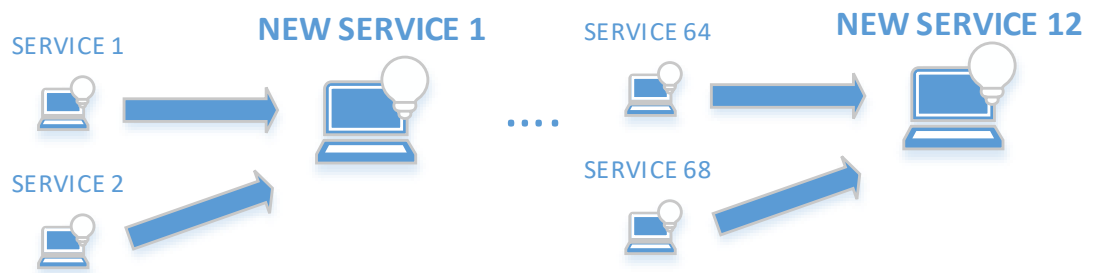 SERVICE 1
NEW SERVICE 1
SERVICE 2
....
SERVICE 64
NEW SERVICE 12
SERVICE 68